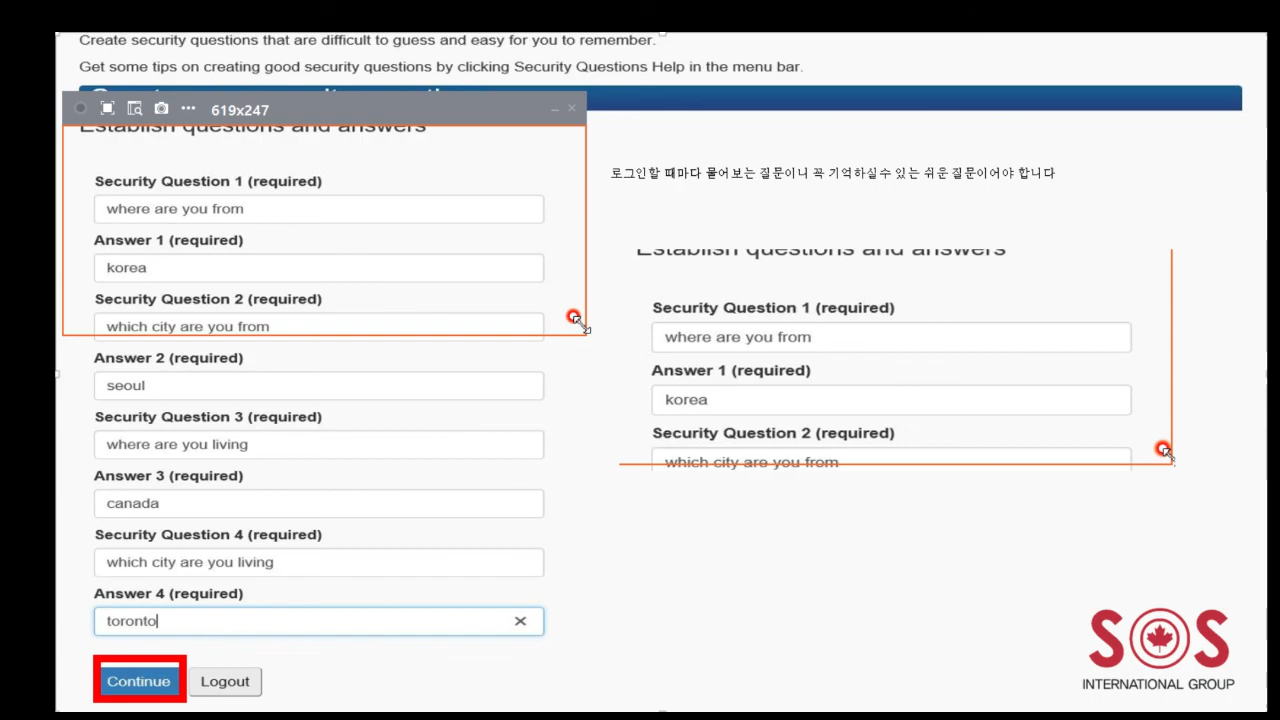 Create security questions that are difficult to guess and easy for you to remember.
Get some tips on creating good security questions by clicking Security Questions Help in the menu bar.
619x247
Establish questions and answers
Security Question 1 (required)
where are you from
Answer 1 (required)
korea
Security Question 2 (required)
which city are you from
Answer 2 (required)
seoul
Security Question 3 (required)
where are you living
Answer 3 (required)
canada
Security Question 4 (required)
which city are you living
Answer 4 (required)
toronto
Continue
Logout
로그인할 때마다 물어보는 질문이니 꼭 기억하실수 있는 쉬운 질문이어야 합니다
Establish questions and answers
Security Question 1 (required)
where are you from
Answer 1 (required)
korea
Security Question 2 (required)
which city are you from
SOS
INTERNATIONAL GROUP